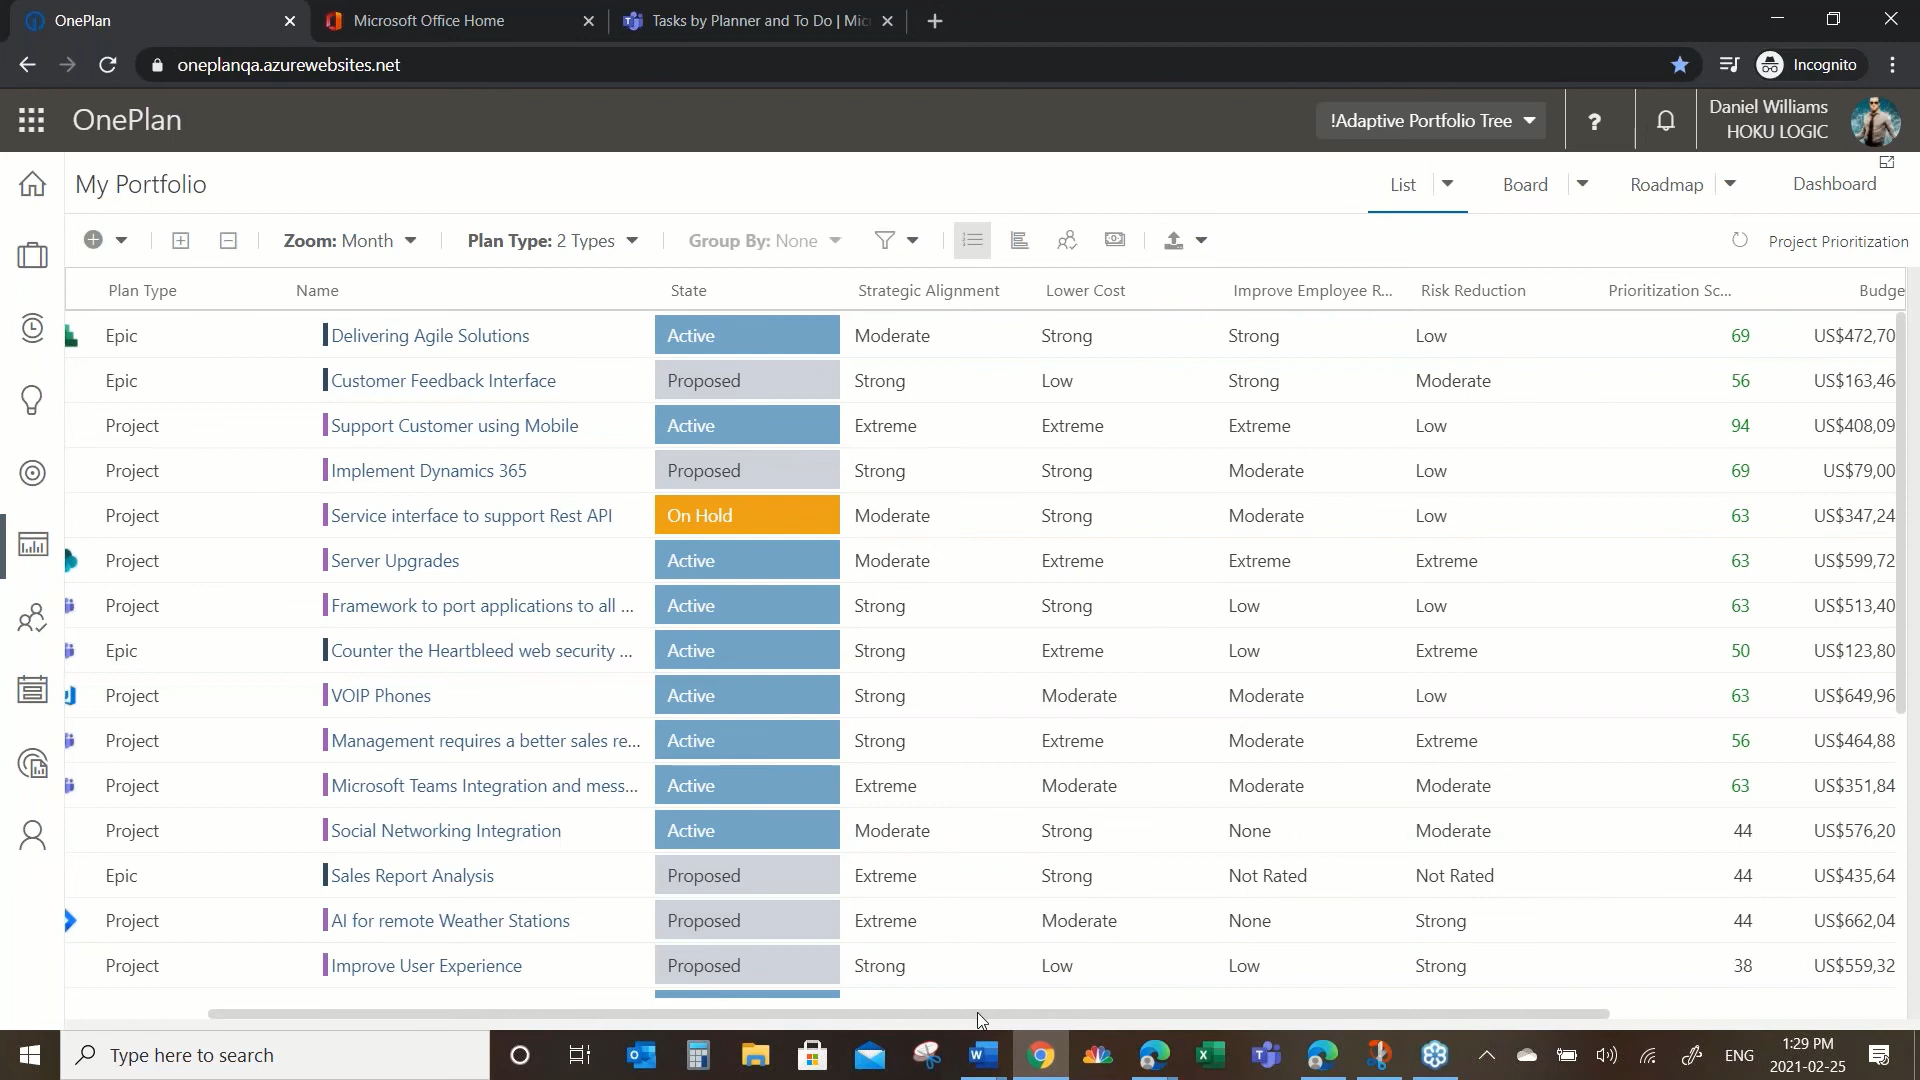 OnePlan
Microsoft Office Home
Tasks by Planner and To Do | Mic
oneplanqa.azurewebsites.net
Incognito
OnePlan
!Adaptive Portfolio Tree
?
Daniel Williams
HOKU LOGIC
My Portfolio
List
Board
Roadmap
Dashboard
Zoom: Month
Plan Type: 2 Types
Group By: None
Project Prioritization
Plan Type Name State Strategic Alignment Lower Cost Improve Employee R... Risk Reduction Prioritization Sc... Budge
Epic Delivering Agile Solutions Active Moderate Strong Strong Low 69 US$472,70
Epic Customer Feedback Interface Proposed Strong Low Strong Moderate 56 US$163,46
Project Support Customer using Mobile Active Extreme Extreme Extreme Low 94 US$408,09
Project Implement Dynamics 365 Proposed Strong Strong Moderate Low 69 US$79,00
Project Service interface to support Rest API On Hold Moderate Strong Moderate Low 63 US$347,24
Project Server Upgrades Active Moderate Extreme Extreme Extreme 63 US$599,72
Project Framework to port applications to all ... Active Strong Strong Low Low 63 US$513,40
Epic Counter the Heartbleed web security ... Active Strong Extreme Low Extreme 50 US$123,80
Project VOIP Phones Active Strong Moderate Moderate Low 63 US$649,96
Project Management requires a better sales re... Active Strong Extreme Moderate Extreme 56 US$464,88
Project Microsoft Teams Integration and mess... Active Extreme Moderate Moderate Moderate 63 US$351,84
Project Social Networking Integration Active Moderate Strong None Moderate 44 US$576,20
Epic Sales Report Analysis Proposed Extreme Strong Not Rated Not Rated 44 US$435,64
Project AI for remote Weather Stations Proposed Extreme Moderate None Strong 44 US$662,04
Project Improve User Experience Proposed Strong Low Low Strong 38 US$559,32
Type here to search
ENG
1:29 PM
2021-02-25